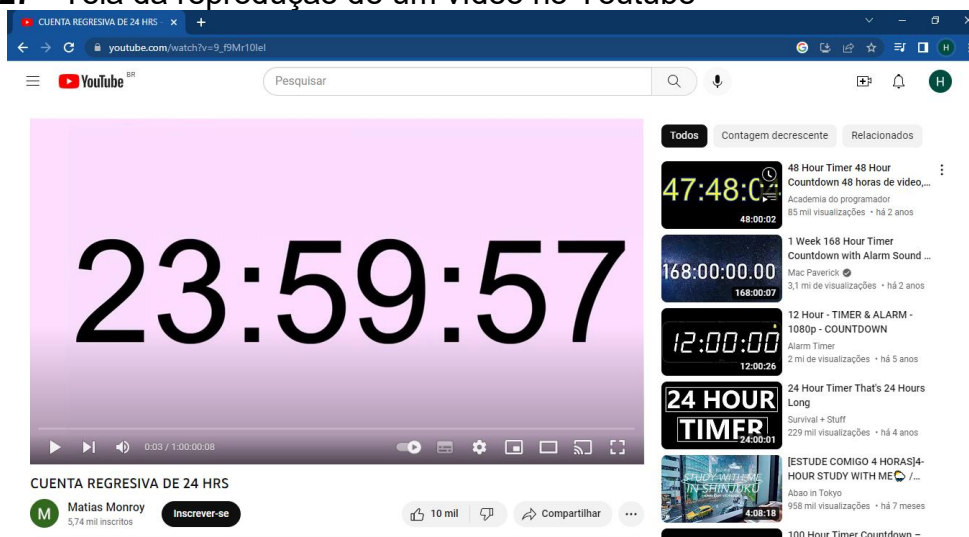 Tela da reprodução de um vídeo no Youtube
CUENTA REGRESIVA DE 24 HRS -
youtube.com/watch?v=9_f9Mr10lel
H
YouTube BR
Pesquisar
H
23:59:57
0:03 / 1:00:00:08
CUENTA REGRESIVA DE 24 HRS
M
Matias Monroy
5,74 mil inscritos
Inscrever-se
10 mil
Compartilhar
Todos
Contagem decrescente
Relacionados
48:00:02
48 Hour Timer 48 Hour
Countdown 48 horas de video,...
Academia do programador
85 mil visualizações • há 2 anos
168:00:00.00
168:00:07
1 Week 168 Hour Timer
Countdown with Alarm Sound ...
Mac Paverick
3,1 mi de visualizações • há 2 anos
12:00:00
12:00:26
12 Hour - TIMER & ALARM -
1080p - COUNTDOWN
Alarm Timer
2 mi de visualizações • há 5 anos
24 HOUR
TIMER
24:00:01
24 Hour Timer That's 24 Hours
Long
Survival + Stuff
229 mil visualizações • há 4 anos
STUDY WITH ME
IN SHINJUKU
4:08:18
[ESTUDE COMIGO 4 HORAS]4-
HOUR STUDY WITH ME /...
Abao in Tokyo
958 mil visualizações • há 7 meses
100 Hour Timer Countdown –